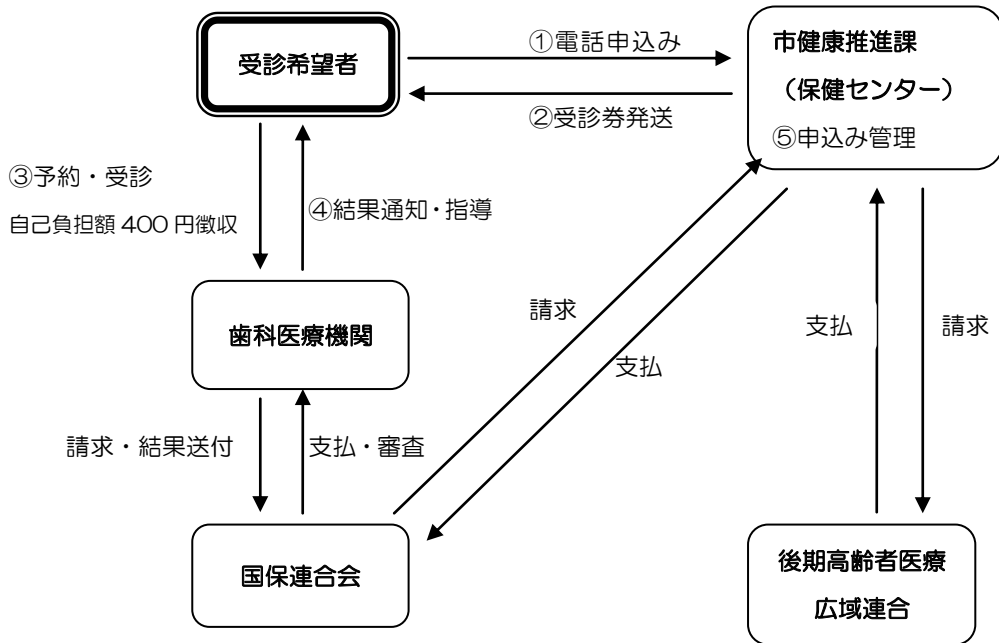 受診希望者
①電話申込み
②受診券発送
市健康推進課
（保健センター）
⑤申込み管理
③予約・受診
自己負担額 400 円徴収
④結果通知・指導
歯科医療機関
請求
支払
支払
請求
請求・結果送付
支払・審査
国保連合会
後期高齢者医療
広域連合